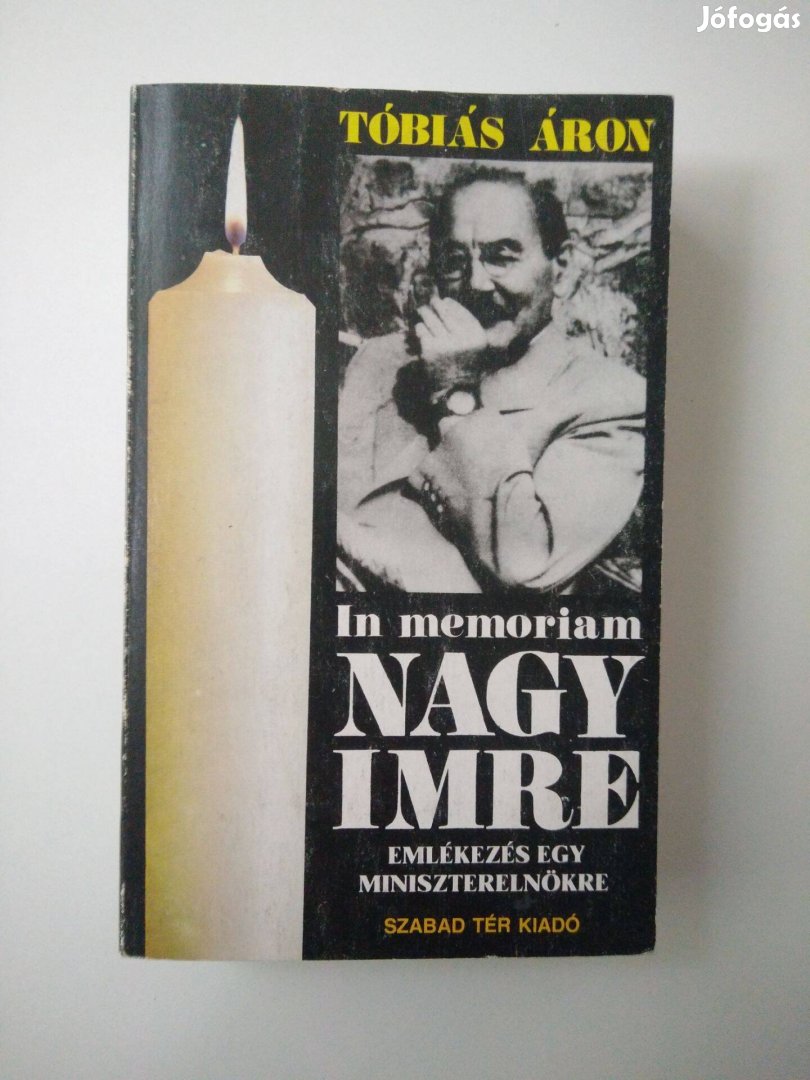 Jófogás
TÓBIÁS ÁRON
In memoriam
NAGY
IMRE
EMLÉKEZÉS EGY
MINISZTERELNÖKRE
SZABAD TÉR KIADÓ